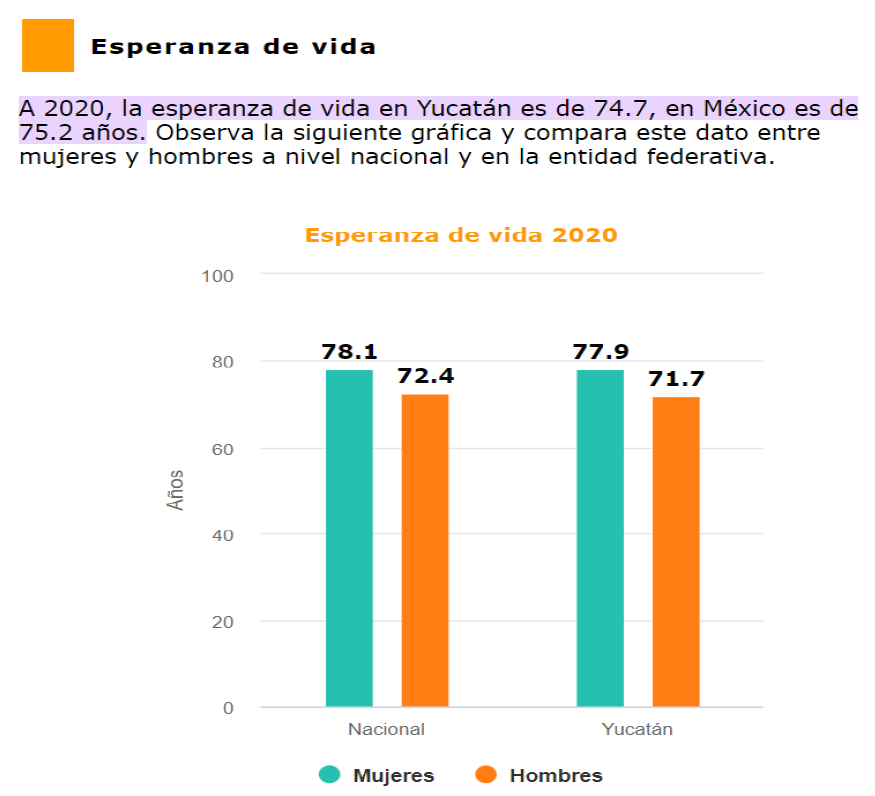 Esperanza de vida
A 2020, la esperanza de vida en Yucatán es de 74.7, en México es de
75.2 años. Observa la siguiente gráfica y compara este dato entre
mujeres y hombres a nivel nacional y en la entidad federativa.
Esperanza de vida 2020
100
80
60
40
20
0
Años
78.1
72.4
77.9
71.7
Nacional
Yucatán
Mujeres
Hombres